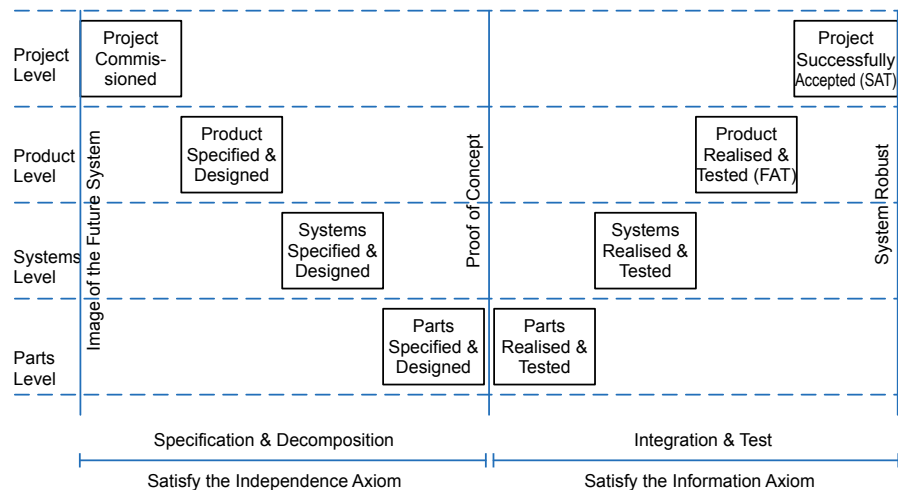 Project
Level
Project
Commis-
sioned
Project
Successfully
Accepted (SAT)
Product
Level
Product
Specified &
Designed
Product
Realised &
Tested (FAT)
Systems
Level
Systems
Specified &
Designed
Systems
Realised &
Tested
Parts
Level
Parts
Specified &
Designed
Parts
Realised &
Tested
Image of the Future System
Proof of Concept
System Robust
Specification & Decomposition
Integration & Test
Satisfy the Independence Axiom
Satisfy the Information Axiom